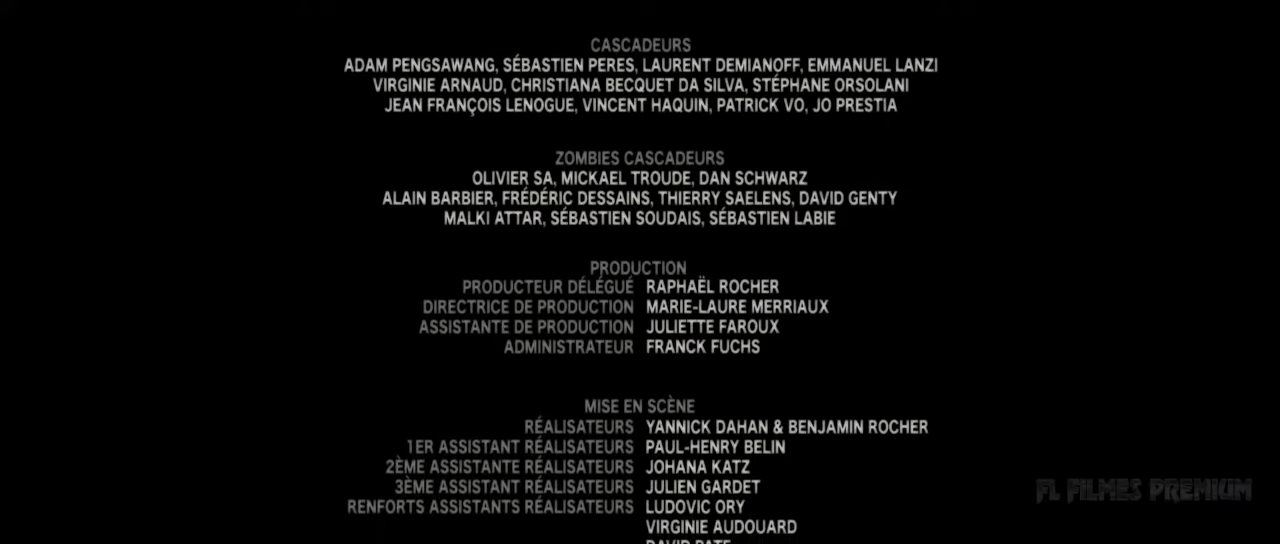 CASCADEURS
ADAM PENGSAWANG, SÉBASTIEN PERES, LAURENT DEMIANOFF, EMMANUEL LANZI
VIRGINIE ARNAUD, CHRISTIANA BECQUET DA SILVA, STÉPHANE ORSOLANI
JEAN FRANÇOIS LENOGUE, VINCENT HAQUIN, PATRICK VO, JO PRESTIA
ZOMBIES CASCADEURS
OLIVIER SA, MICKAEL TROUDE, DAN SCHWARZ
ALAIN BARBIER, FRÉDÉRIC DESSAINS, THIERRY SAELENS, DAVID GENTY
MALKI ATTAR, SÉBASTIEN SOUDAIS, SÉBASTIEN LABIE
PRODUCTION
PRODUCTEUR DÉLÉGUÉ RAPHAËL ROCHER
DIRECTRICE DE PRODUCTION MARIE-LAURE MERRIAUX
ASSISTANTE DE PRODUCTION JULIETTE FAROUX
ADMINISTRATEUR FRANCK FUCHS
MISE EN SCÈNE
RÉALISATEURS YANNICK DAHAN & BENJAMIN ROCHER
1ER ASSISTANT RÉALISATEURS PAUL-HENRY BELIN
2ÈME ASSISTANTE RÉALISATEURS JOHANA KATZ
3ÈME ASSISTANT RÉALISATEURS JULIEN GARDET
RENFORTS ASSISTANTS RÉALISATEURS LUDOVIC ORY
VIRGINIE AUDOUARD
DAVID
FL FILMES PREMIUM